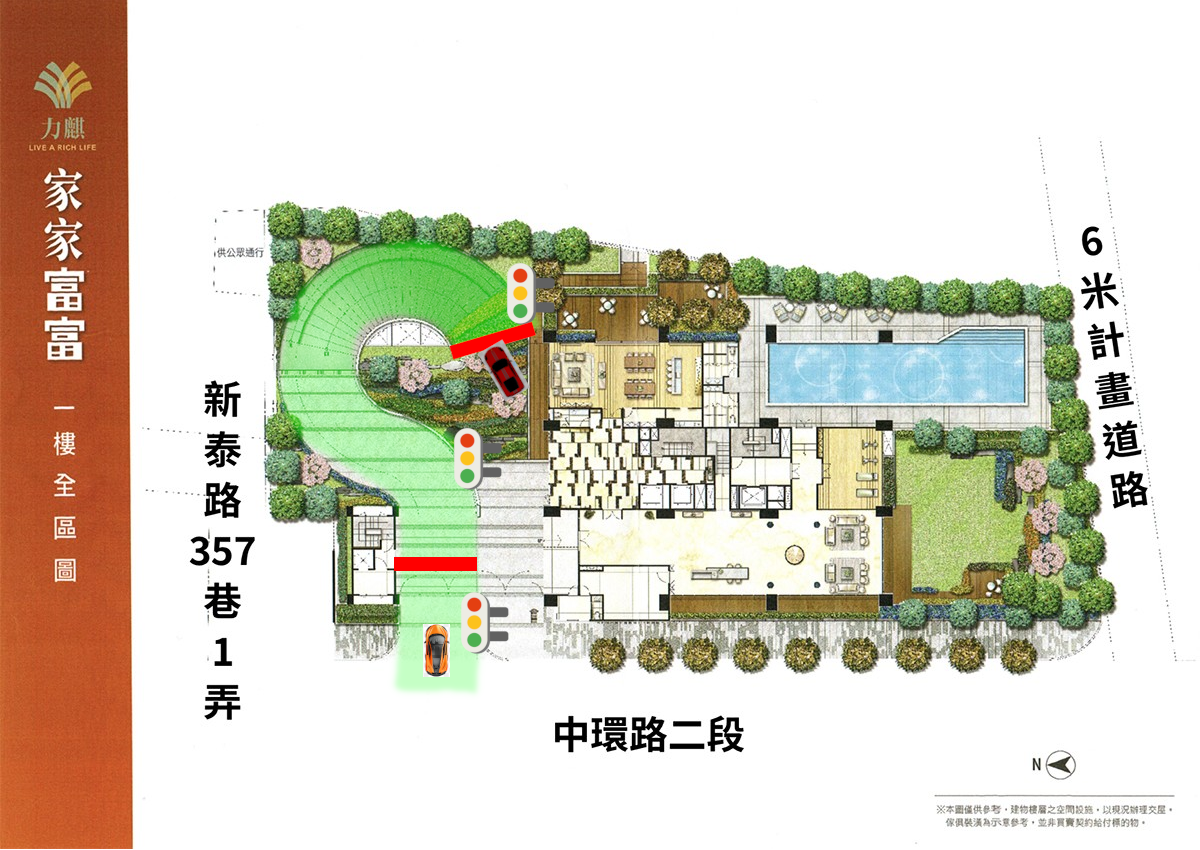 力麒
LIVE A RICH LIFE
家家富富
一樓全區圖
供公眾通行
新泰路357巷1弄
6米計畫道路
中環路二段
N
※本圖僅供參考，建物樓層之空間設施，以現況辦理交屋。
傢俱裝潢為示意參考，並非買賣契約給付標的物。